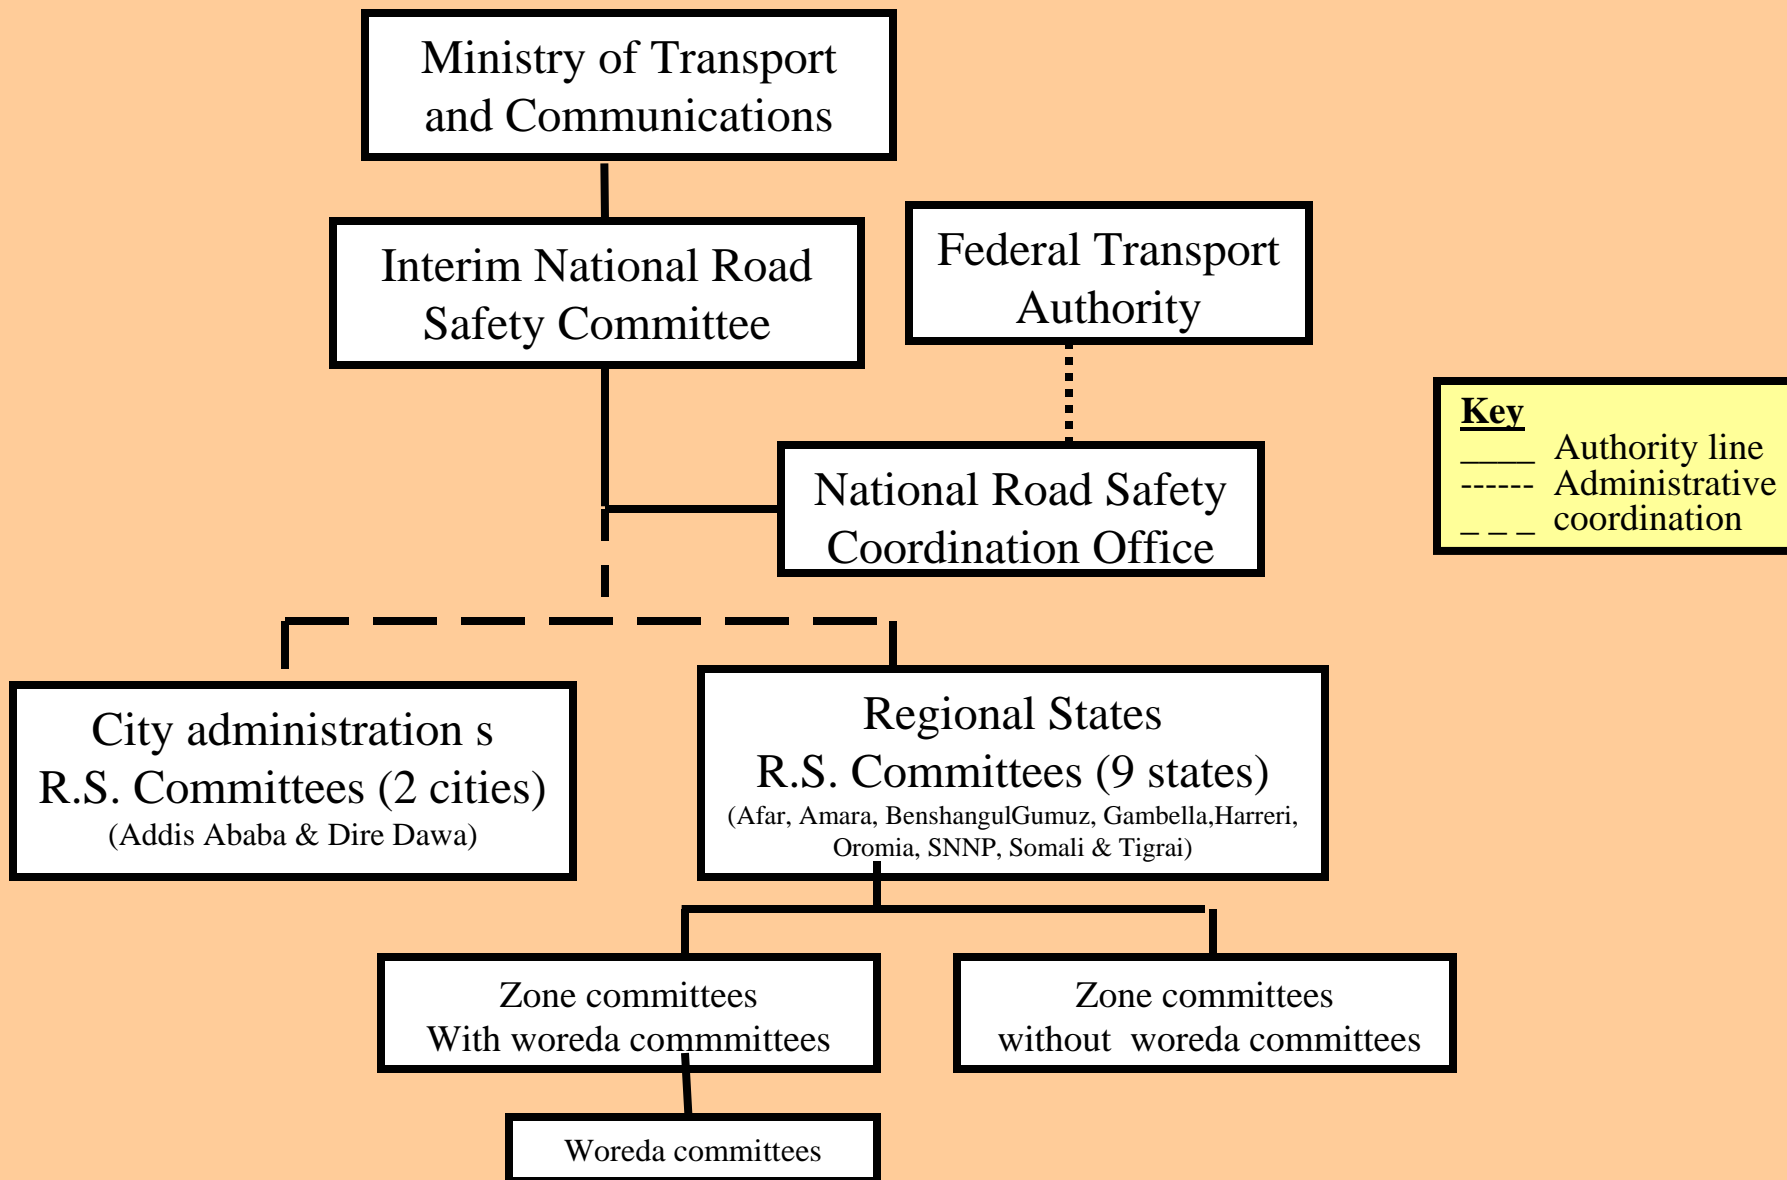 Ministry of Transport
and Communications
Interim National Road
Safety Committee
Federal Transport
Authority
Key
____ Authority line
------ Administrative
_ _ _ coordination
National Road Safety
Coordination Office
City administration s
R.S. Committees (2 cities)
(Addis Ababa & Dire Dawa)
Regional States
R.S. Committees (9 states)
(Afar, Amara, BenshangulGumuz, Gambella,Harreri,
Oromia, SNNP, Somali & Tigrai)
Zone committees
With woreda commmittees
Zone committees
without woreda committees
Woreda committees